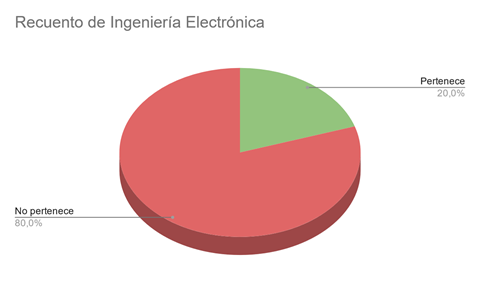 Recuento de Ingeniería Electrónica
Pertenece
20,0%
No pertenece
80,0%